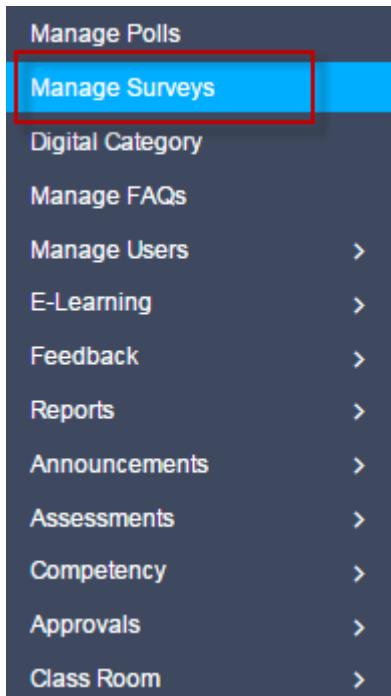 Manage Polls
Manage Surveys
Digital Category
Manage FAQs
Manage Users
E-Learning
Feedback
Reports
Announcements
Assessments
Competency
Approvals
Class Room